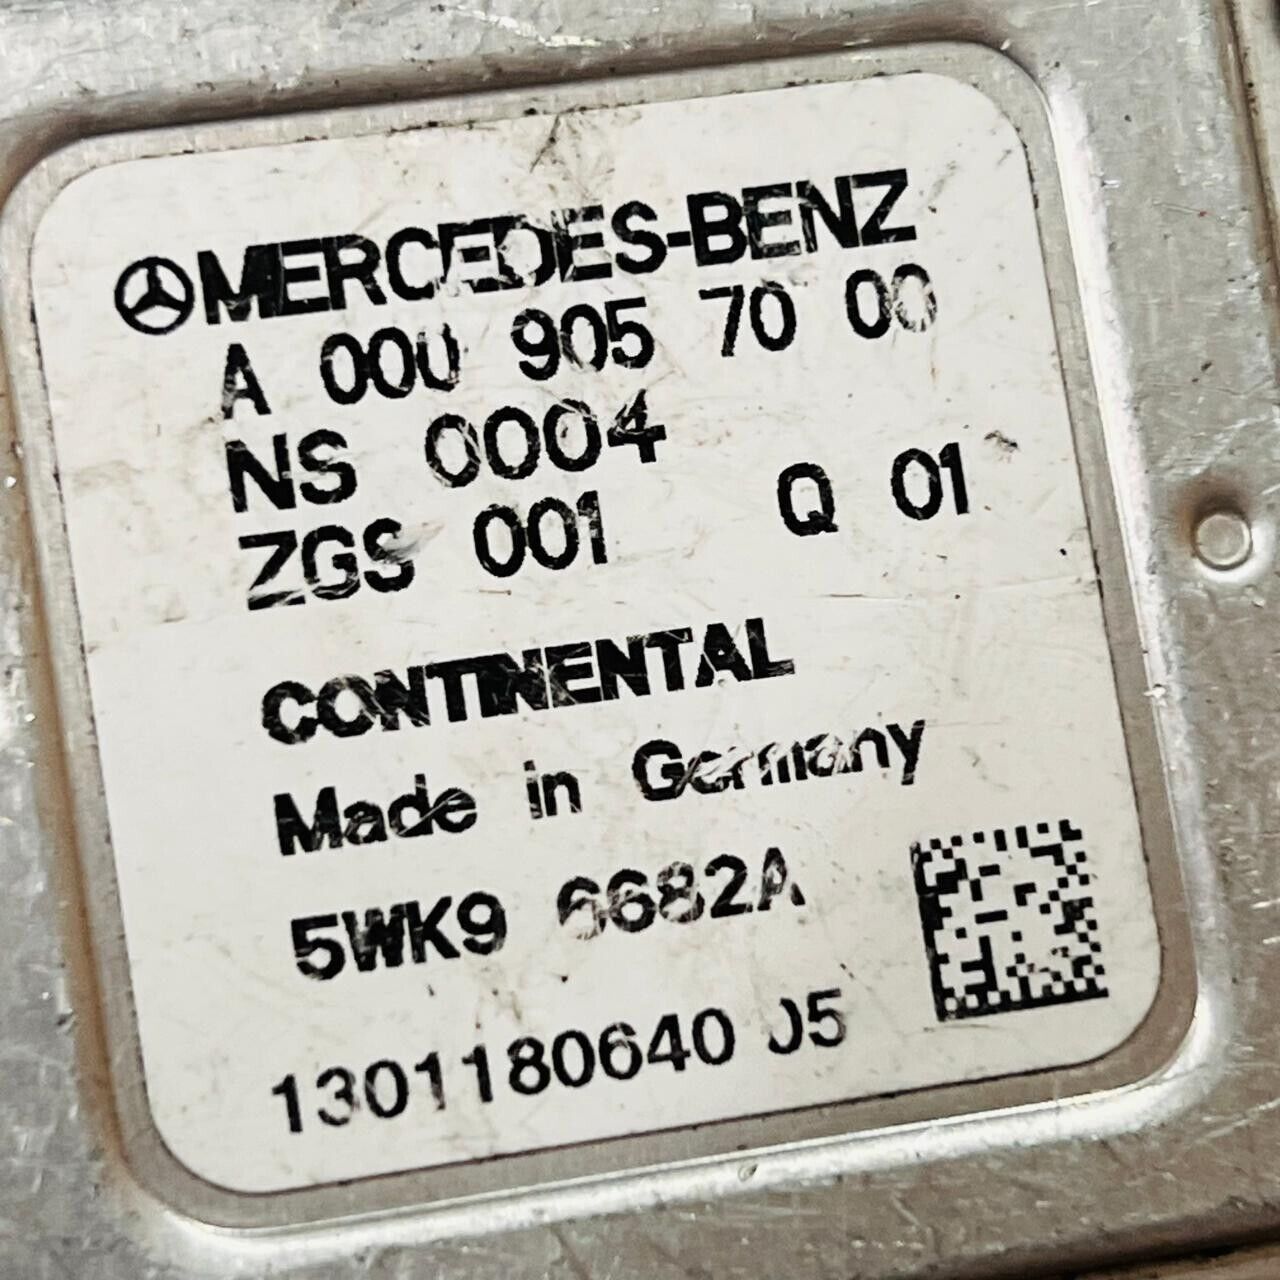 MERCEDES-BENZ
A 000 905 70 00
NS 0004
ZGS 001 Q 01
CONTINENTAL
Made in Germany
5WK9 6682A
1301180640 05